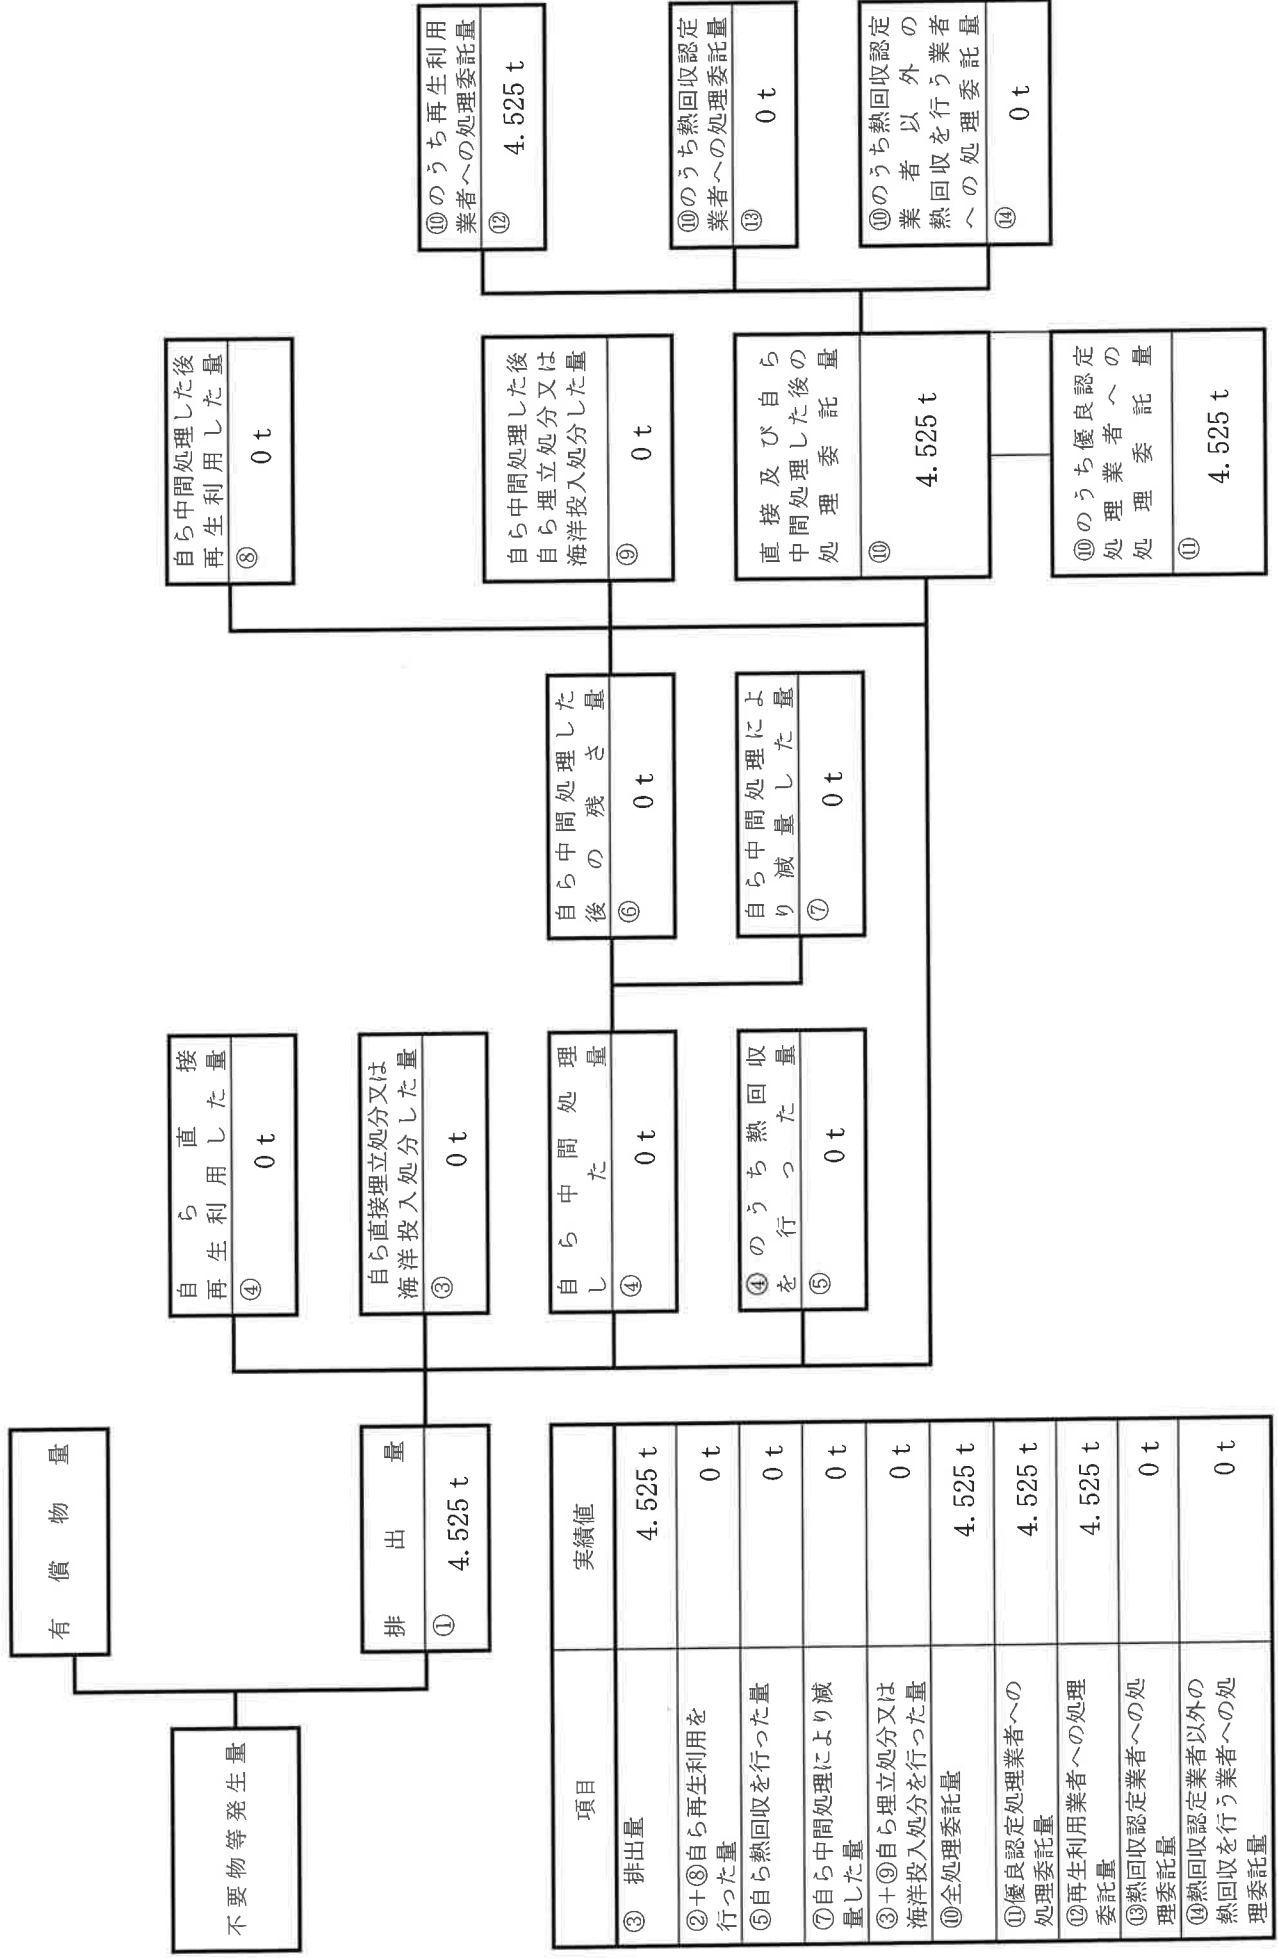 有償物量
不要物等発生量
排出量
① 4.525 t
自ら直接
再生利用した量
④ 0 t
自ら直接埋立処分又は
海洋投入処分した量
③ 0 t
自ら中間処理
した量
④ 0 t
④のうち熱回収
を行った量
⑤ 0 t
自ら中間処理した
後の残さ量
⑥ 0 t
自ら中間処理によ
り減量した量
⑦ 0 t
自ら中間処理した後
再生利用した量
⑧ 0 t
自ら中間処理した後
自ら埋立処分又は
海洋投入処分した量
⑨ 0 t
直接及び自ら
中間処理した後の
処理委託量
⑩ 4.525 t
⑩のうち優良認定
処理業者への
処理委託量
⑪ 4.525 t
⑩のうち再生利用
業者への処理委託量
⑫ 4.525 t
⑩のうち熱回収認定
業者への処理委託量
⑬ 0 t
⑩のうち熱回収認定
業者以外の
熱回収を行う業者
への処理委託量
⑭ 0 t
項目 実績値
③ 排出量 4.525 t
②+⑧自ら再生利用を
行った量 0 t
⑤自ら熱回収を行った量 0 t
⑦自ら中間処理により減
量した量 0 t
③+⑨自ら埋立処分又は
海洋投入処分を行った量 0 t
⑩全処理委託量 4.525 t
⑪優良認定処理業者への
処理委託量 4.525 t
⑫再生利用業者への処理
委託量 4.525 t
⑬熱回収認定業者への処
理委託量 0 t
⑭熱回収認定業者以外の
熱回収を行う業者への処
理委託量 0 t